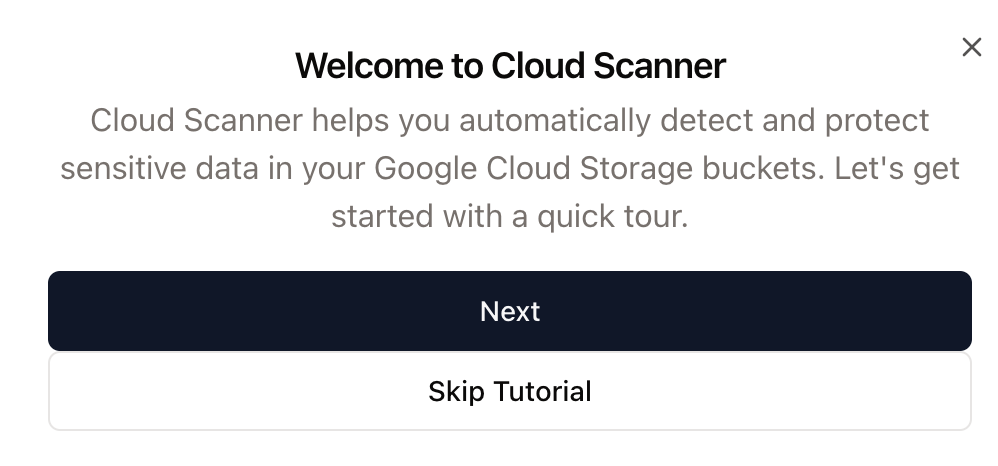 Welcome to Cloud Scanner
Cloud Scanner helps you automatically detect and protect
sensitive data in your Google Cloud Storage buckets. Let's get
started with a quick tour.
Next
Skip Tutorial